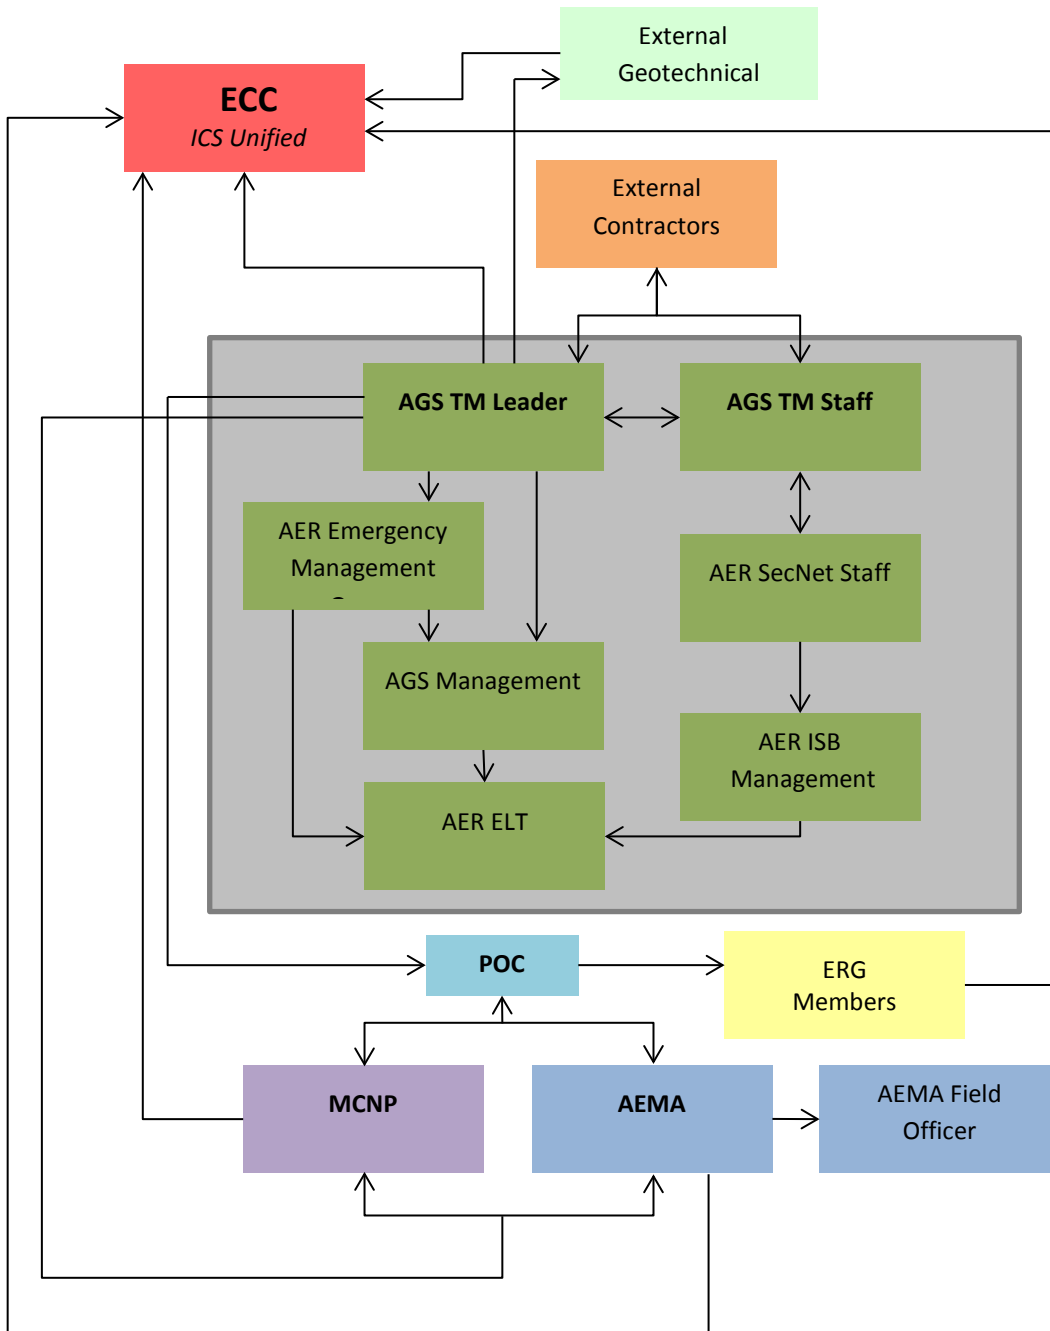 External
Geotechnical
ECC
ICS Unified
External
Contractors
AGS TM Leader
AGS TM Staff
AER Emergency
Management
AER SecNet Staff
AGS Management
AER ISB
Management
AER ELT
POC
ERG
Members
MCNP
AEMA
AEMA Field
Officer